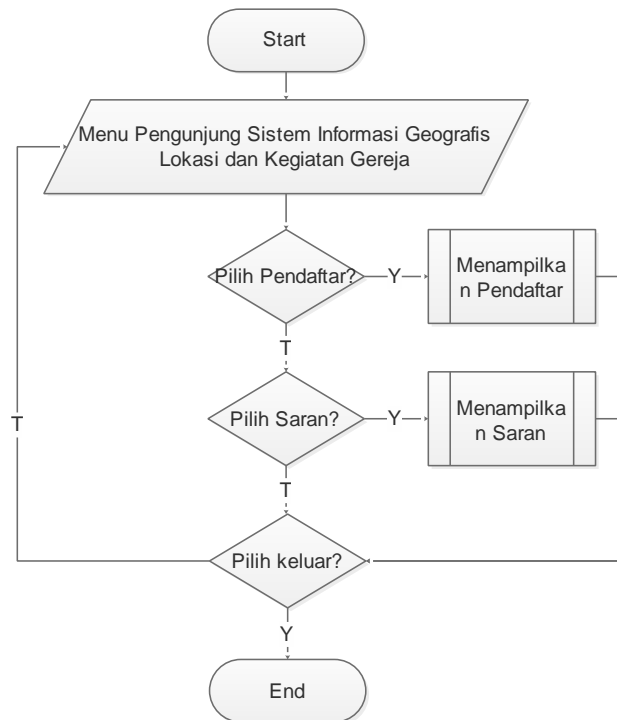 Start
Menu Pengunjung Sistem Informasi Geografis
Lokasi dan Kegiatan Gereja
Pilih Pendaftar?
Y
Menampilka
n Pendaftar
T
Pilih Saran?
Y
Menampilka
n Saran
T
T
Pilih keluar?
Y
End